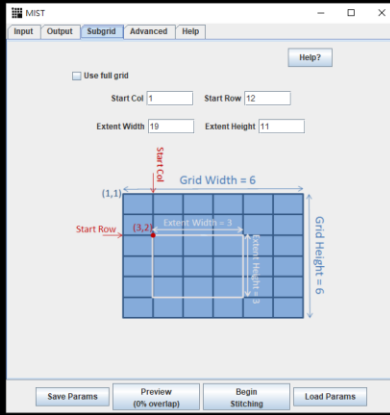 MIST
Input Output Subgrid Advanced Help
Help?
Use full grid
Start Col 1 Start Row 12
Extent Width 19 Extent Height 11
Start Col
Grid Width = 6
(1,1)
Extent Width = 3
Start Row (3,2)
Extent Height = 3
Grid Height = 6
Save Params Preview Begin Load Params
(0% overlap) Stitching